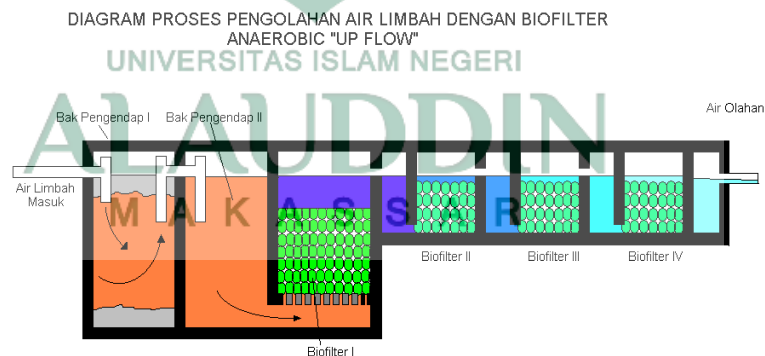 DIAGRAM PROSES PENGOLAHAN AIR LIMBAH DENGAN BIOFILTER
ANAEROBIC "UP FLOW"
UNIVERSITAS ISLAM NEGERI
ALAUDDIN
MAKASSAR
Bak Pengendap I
Bak Pengendap II
Air Olahan
Air Limbah
Masuk
Biofilter II
Biofilter III
Biofilter IV
Biofilter I